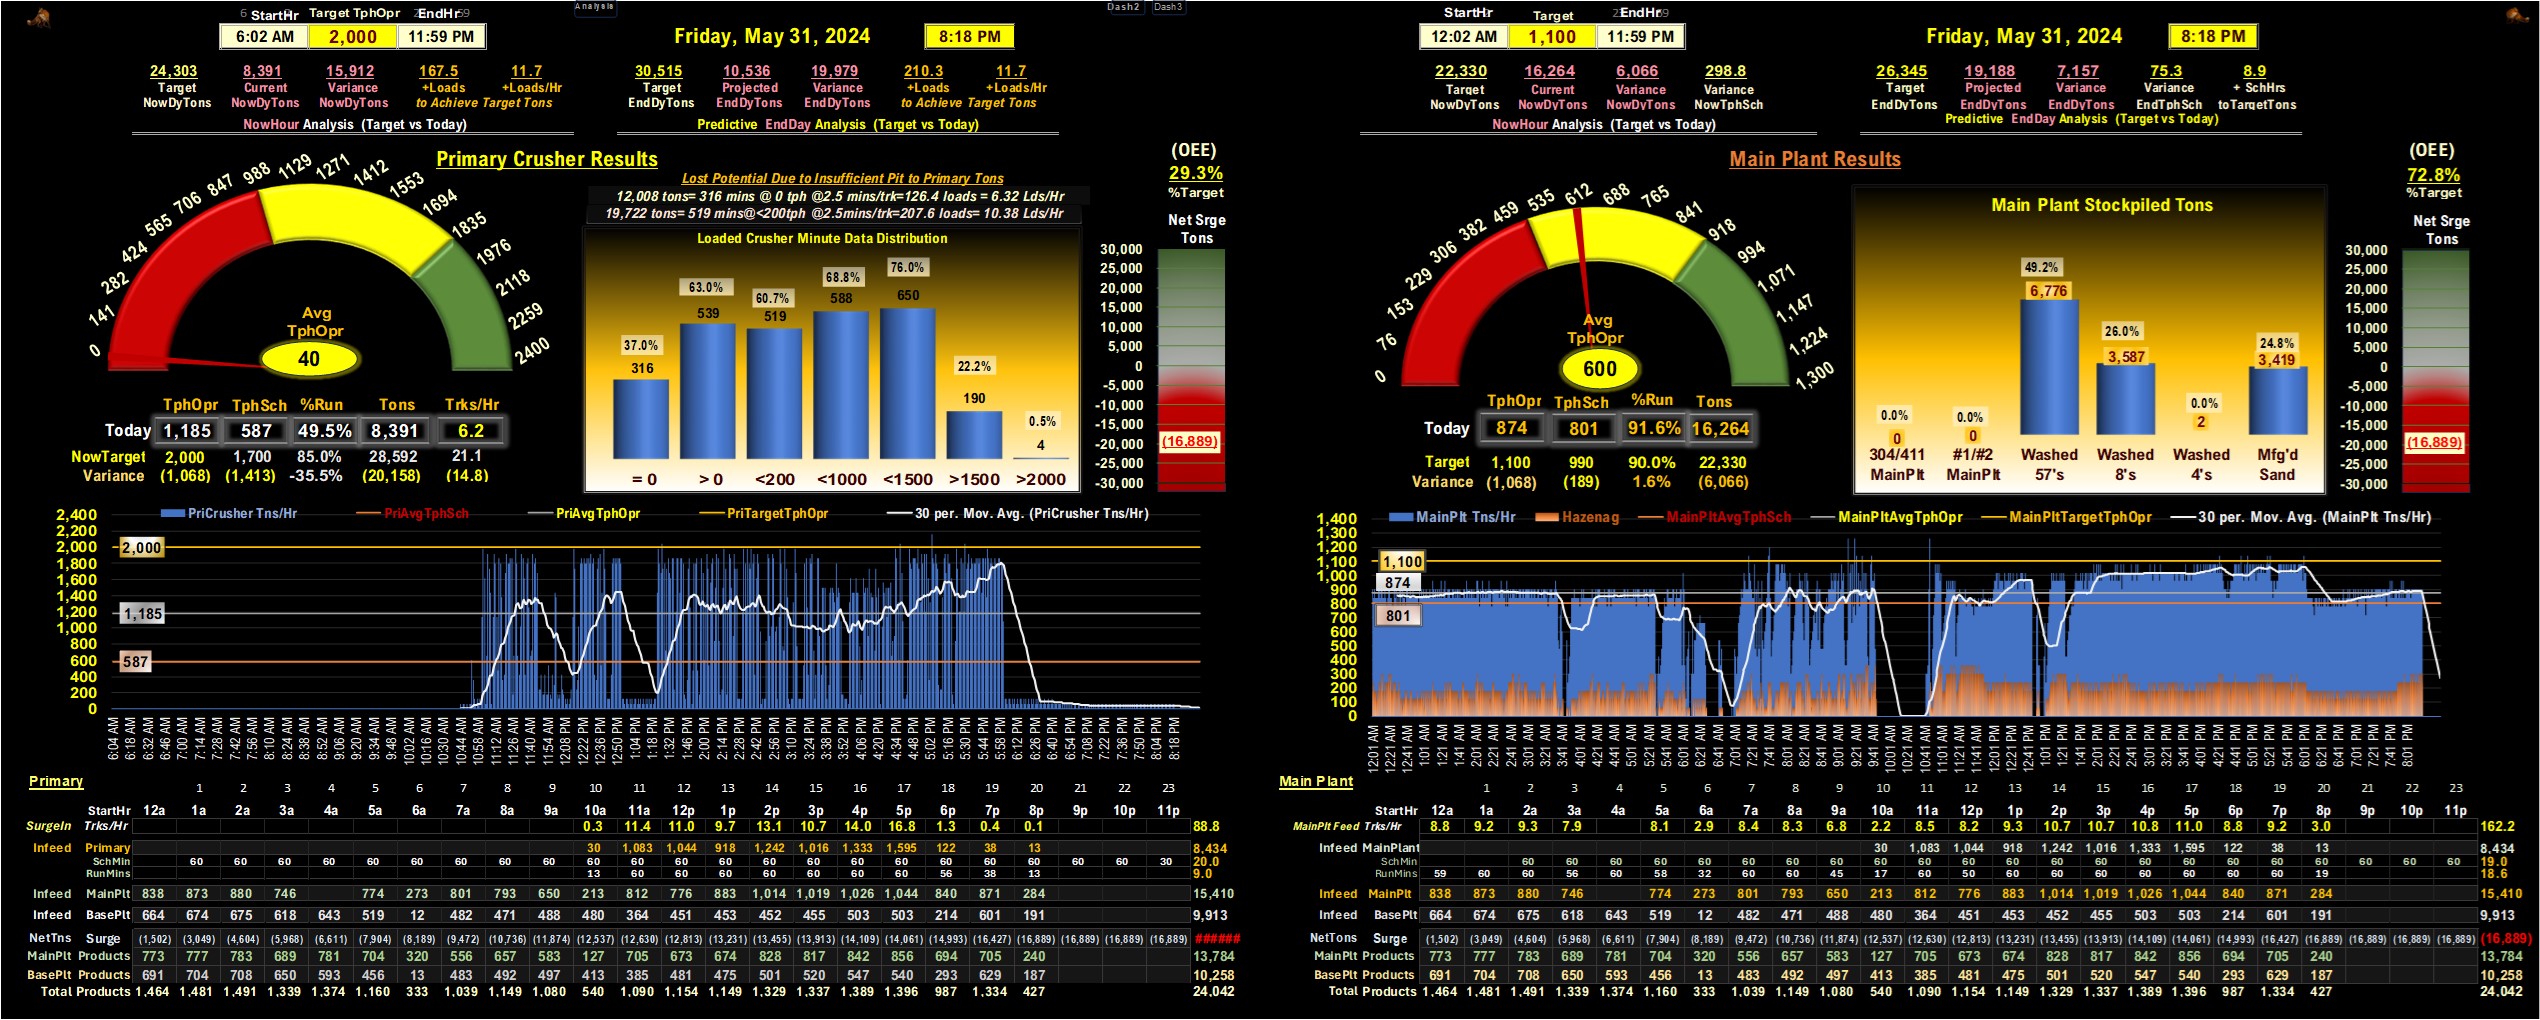 StartHr Target TphOpr EndHr
6:02 AM 2,000 11:59 PM
Analysis
Dash2 Dash3
Friday, May 31, 2024 8:18 PM
24,303 8,391 15,912 167.5 11.7
Target Current Variance +Loads +Loads/Hr
NowDyTons NowDyTons NowDyTons to Achieve Target Tons
NowHour Analysis (Target vs Today)
30,515 10,536 19,979 210.3 11.7
Target Projected Variance +Loads +Loads/Hr
EndDyTons EndDyTons EndDyTons to Achieve Target Tons
Predictive EndDay Analysis (Target vs Today)
Primary Crusher Results
0 141 282 424 565 706 847 988 1129 1271 1412 1553 1694 1835 1976 2118 2259 2400
Avg
TphOpr
40
TphOpr TphSch %Run Tons Trks/Hr
Today 1,185 587 49.5% 8,391 6.2
NowTarget 2,000 1,700 85.0% 28,592 21.1
Variance (1,068) (1,413) -35.5% (20,158) (14.8)
Lost Potential Due to Insufficient Pit to Primary Tons
12,008 tons= 316 mins @ 0 tph @2.5 mins/trk=126.4 loads = 6.32 Lds/Hr
19,722 tons= 519 mins@<200tph @2.5mins/trk=207.6 loads= 10.38 Lds/Hr
Loaded Crusher Minute Data Distribution
37.0% 63.0% 60.7% 68.8% 76.0% 22.2% 0.5%
316 539 519 588 650 190 4
= 0 > 0 <200 <1000 <1500 >1500 >2000
(OEE)
29.3%
%Target
Net Srge
Tons
30,000
25,000
20,000
15,000
10,000
5,000
0
-5,000
-10,000
-15,000
-20,000
-25,000
-30,000
(16,889)
PriCrusher Tns/Hr PriAvgTphSch PriAvgTphOpr PriTargetTphOpr 30 per. Mov. Avg. (PriCrusher Tns/Hr)
2,400
2,200
2,000
1,800
1,600
1,400
1,200
1,000
800
600
400
200
0
2,000
1,185
587
6:04 AM 6:18 AM 6:32 AM 6:46 AM 7:00 AM 7:14 AM 7:28 AM 7:42 AM 7:56 AM 8:10 AM 8:24 AM 8:38 AM 8:52 AM 9:06 AM 9:20 AM 9:34 AM 9:48 AM 10:02 AM 10:16 AM 10:30 AM 10:44 AM 10:58 AM 11:12 AM 11:26 AM 11:40 AM 11:54 AM 12:08 PM 12:22 PM 12:36 PM 12:50 PM 1:04 PM 1:18 PM 1:32 PM 1:46 PM 2:00 PM 2:14 PM 2:28 PM 2:42 PM 2:56 PM 3:10 PM 3:24 PM 3:38 PM 3:52 PM 4:06 PM 4:20 PM 4:34 PM 4:48 PM 5:02 PM 5:16 PM 5:30 PM 5:44 PM 5:58 PM 6:12 PM 6:26 PM 6:40 PM 6:54 PM 7:08 PM 7:22 PM 7:36 PM 7:50 PM 8:04 PM 8:18 PM
Primary
1 2 3 4 5 6 7 8 9 10 11 12 13 14 15 16 17 18 19 20 21 22 23
StartHr 12a 1a 2a 3a 4a 5a 6a 7a 8a 9a 10a 11a 12p 1p 2p 3p 4p 5p 6p 7p 8p 9p 10p 11p
SurgeIn Trks/Hr 0.3 11.4 11.0 9.7 13.1 10.7 14.0 16.8 1.3 0.4 0.1 88.8
Infeed Primary 30 1,083 1,044 918 1,242 1,016 1,333 1,595 122 38 13 8,434
SchMin 60 60 60 60 60 60 60 60 60 60 60 60 60 60 60 60 60 60 60 60 60 60 30 20.0
RunMins 13 60 60 60 60 60 60 60 56 38 13 9.0
Infeed MainPlt 838 873 880 746 774 273 801 793 650 213 812 776 883 1,014 1,019 1,026 1,044 840 871 284 15,410
Infeed BasePlt 664 674 675 618 643 519 12 482 471 488 480 364 451 453 452 455 503 503 214 601 191 9,913
NetTns Surge (1,502) (3,049) (4,604) (5,968) (6,611) (7,904) (8,189) (9,472) (10,736) (11,874) (12,537) (12,630) (12,813) (13,231) (13,455) (13,913) (14,109) (14,061) (14,993) (16,427) (16,889) (16,889) (16,889) (16,889) ######
MainPlt Products 773 777 783 689 781 704 320 556 657 583 127 705 673 674 828 817 842 856 694 705 240 13,784
BasePlt Products 691 704 708 650 593 456 13 483 492 497 413 385 481 475 501 520 547 540 293 629 187 10,258
Total Products 1,464 1,481 1,491 1,339 1,374 1,160 333 1,039 1,149 1,080 540 1,090 1,154 1,149 1,329 1,337 1,389 1,396 987 1,334 427 24,042
StartHr Target EndHr
12:02 AM 1,100 11:59 PM
Friday, May 31, 2024 8:18 PM
22,330 16,264 6,066 298.8
Target Current Variance Variance
NowDyTons NowDyTons NowDyTons NowTphSch
NowHour Analysis (Target vs Today)
26,345 19,188 7,157 75.3 8.9
Target Projected Variance Variance + SchHrs
EndDyTons EndDyTons EndDyTons EndTphSch toTargetTons
Predictive EndDay Analysis (Target vs Today)
Main Plant Results
0 76 153 229 306 382 459 535 612 688 765 841 918 994 1,071 1,147 1,224 1,300
Avg
TphOpr
600
TphOpr TphSch %Run Tons
Today 874 801 91.6% 16,264
Target 1,100 990 90.0% 22,330
Variance (1,068) (189) 1.6% (6,066)
Main Plant Stockpiled Tons
0.0% 0.0% 49.2% 26.0% 0.0% 24.8%
0 0 6,776 3,587 2 3,419
304/411 #1/#2 Washed Washed Washed Mfg'd
MainPlt MainPlt 57's 8's 4's Sand
(OEE)
72.8%
%Target
Net Srge
Tons
30,000
25,000
20,000
15,000
10,000
5,000
0
-5,000
-10,000
-15,000
-20,000
-25,000
-30,000
(16,889)
MainPlt Tns/Hr Hazenag MainPltAvgTphSch MainPltAvgTphOpr MainPltTargetTphOpr 30 per. Mov. Avg. (MainPlt Tns/Hr)
1,400
1,300
1,200
1,100
1,000
900
800
700
600
500
400
300
200
100
0
1,100
874
801
12:01 AM 12:21 AM 12:41 AM 1:01 AM 1:21 AM 1:41 AM 2:01 AM 2:21 AM 2:41 AM 3:01 AM 3:21 AM 3:41 AM 4:01 AM 4:21 AM 4:41 AM 5:01 AM 5:21 AM 5:41 AM 6:01 AM 6:21 AM 6:41 AM 7:01 AM 7:21 AM 7:41 AM 8:01 AM 8:21 AM 8:41 AM 9:01 AM 9:21 AM 9:41 AM 10:01 AM 10:21 AM 10:41 AM 11:01 AM 11:21 AM 11:41 AM 12:01 PM 12:21 PM 12:41 PM 1:01 PM 1:21 PM 1:41 PM 2:01 PM 2:21 PM 2:41 PM 3:01 PM 3:21 PM 3:41 PM 4:01 PM 4:21 PM 4:41 PM 5:01 PM 5:21 PM 5:41 PM 6:01 PM 6:21 PM 6:41 PM 7:01 PM 7:21 PM 7:41 PM 8:01 PM
Main Plant
1 2 3 4 5 6 7 8 9 10 11 12 13 14 15 16 17 18 19 20 21 22 23
StartHr 12a 1a 2a 3a 4a 5a 6a 7a 8a 9a 10a 11a 12p 1p 2p 3p 4p 5p 6p 7p 8p 9p 10p 11p
MainPlt Feed Trks/Hr 8.8 9.2 9.3 7.9 8.1 2.9 8.4 8.3 6.8 2.2 8.5 8.2 9.3 10.7 10.7 10.8 11.0 8.8 9.2 3.0 162.2
Infeed MainPlant 30 1,083 1,044 918 1,242 1,016 1,333 1,595 122 38 13 8,434
SchMin 60 60 60 60 60 60 60 60 60 60 60 60 60 60 60 60 60 60 60 60 60 60 19.0
RunMins 59 60 60 56 58 32 60 60 45 17 60 50 60 60 60 60 60 60 60 19 18.6
Infeed MainPlt 838 873 880 746 774 273 801 793 650 213 812 776 883 1,014 1,019 1,026 1,044 840 871 284 15,410
Infeed BasePlt 664 674 675 618 643 519 12 482 471 488 480 364 451 453 452 455 503 503 214 601 191 9,913
NetTons Surge (1,502) (3,049) (4,604) (5,968) (6,611) (7,904) (8,189) (9,472) (10,736) (11,874) (12,537) (12,630) (12,813) (13,231) (13,455) (13,913) (14,109) (14,061) (14,993) (16,427) (16,889) (16,889) (16,889) (16,889) (16,889)
MainPlt Products 773 777 783 689 781 704 320 556 657 583 127 705 673 674 828 817 842 856 694 705 240 13,784
BasePlt Products 691 704 708 650 593 456 13 483 492 497 413 385 481 475 501 520 547 540 293 629 187 10,258
Total Products 1,464 1,481 1,491 1,339 1,374 1,160 333 1,039 1,149 1,080 540 1,090 1,154 1,149 1,329 1,337 1,389 1,396 987 1,334 427 24,042